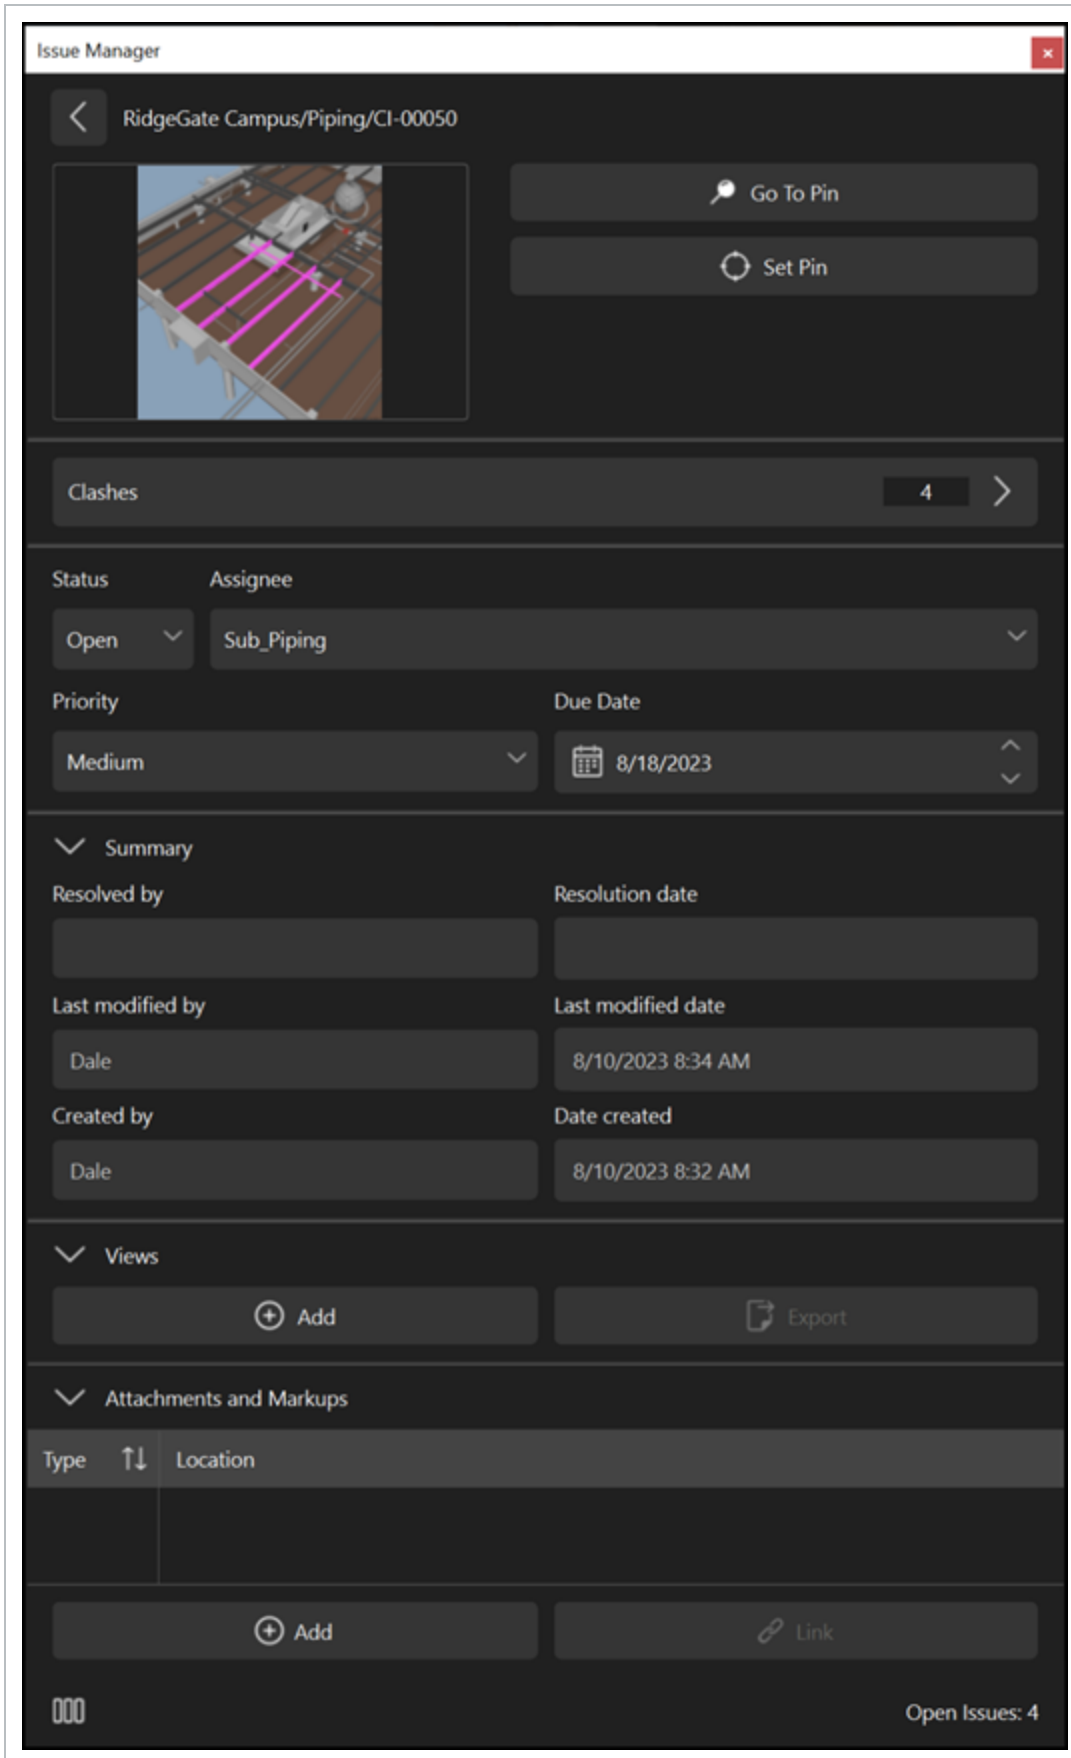 Issue Manager
RidgeGate Campus/Piping/CI-00050
Go To Pin
Set Pin
Clashes 4
Status Assignee
Open Sub_Piping
Priority Due Date
Medium 8/18/2023
Summary
Resolved by Resolution date
Last modified by Last modified date
Dale 8/10/2023 8:34 AM
Created by Date created
Dale 8/10/2023 8:32 AM
Views
Add Export
Attachments and Markups
Type Location
Add Link
Open Issues: 4